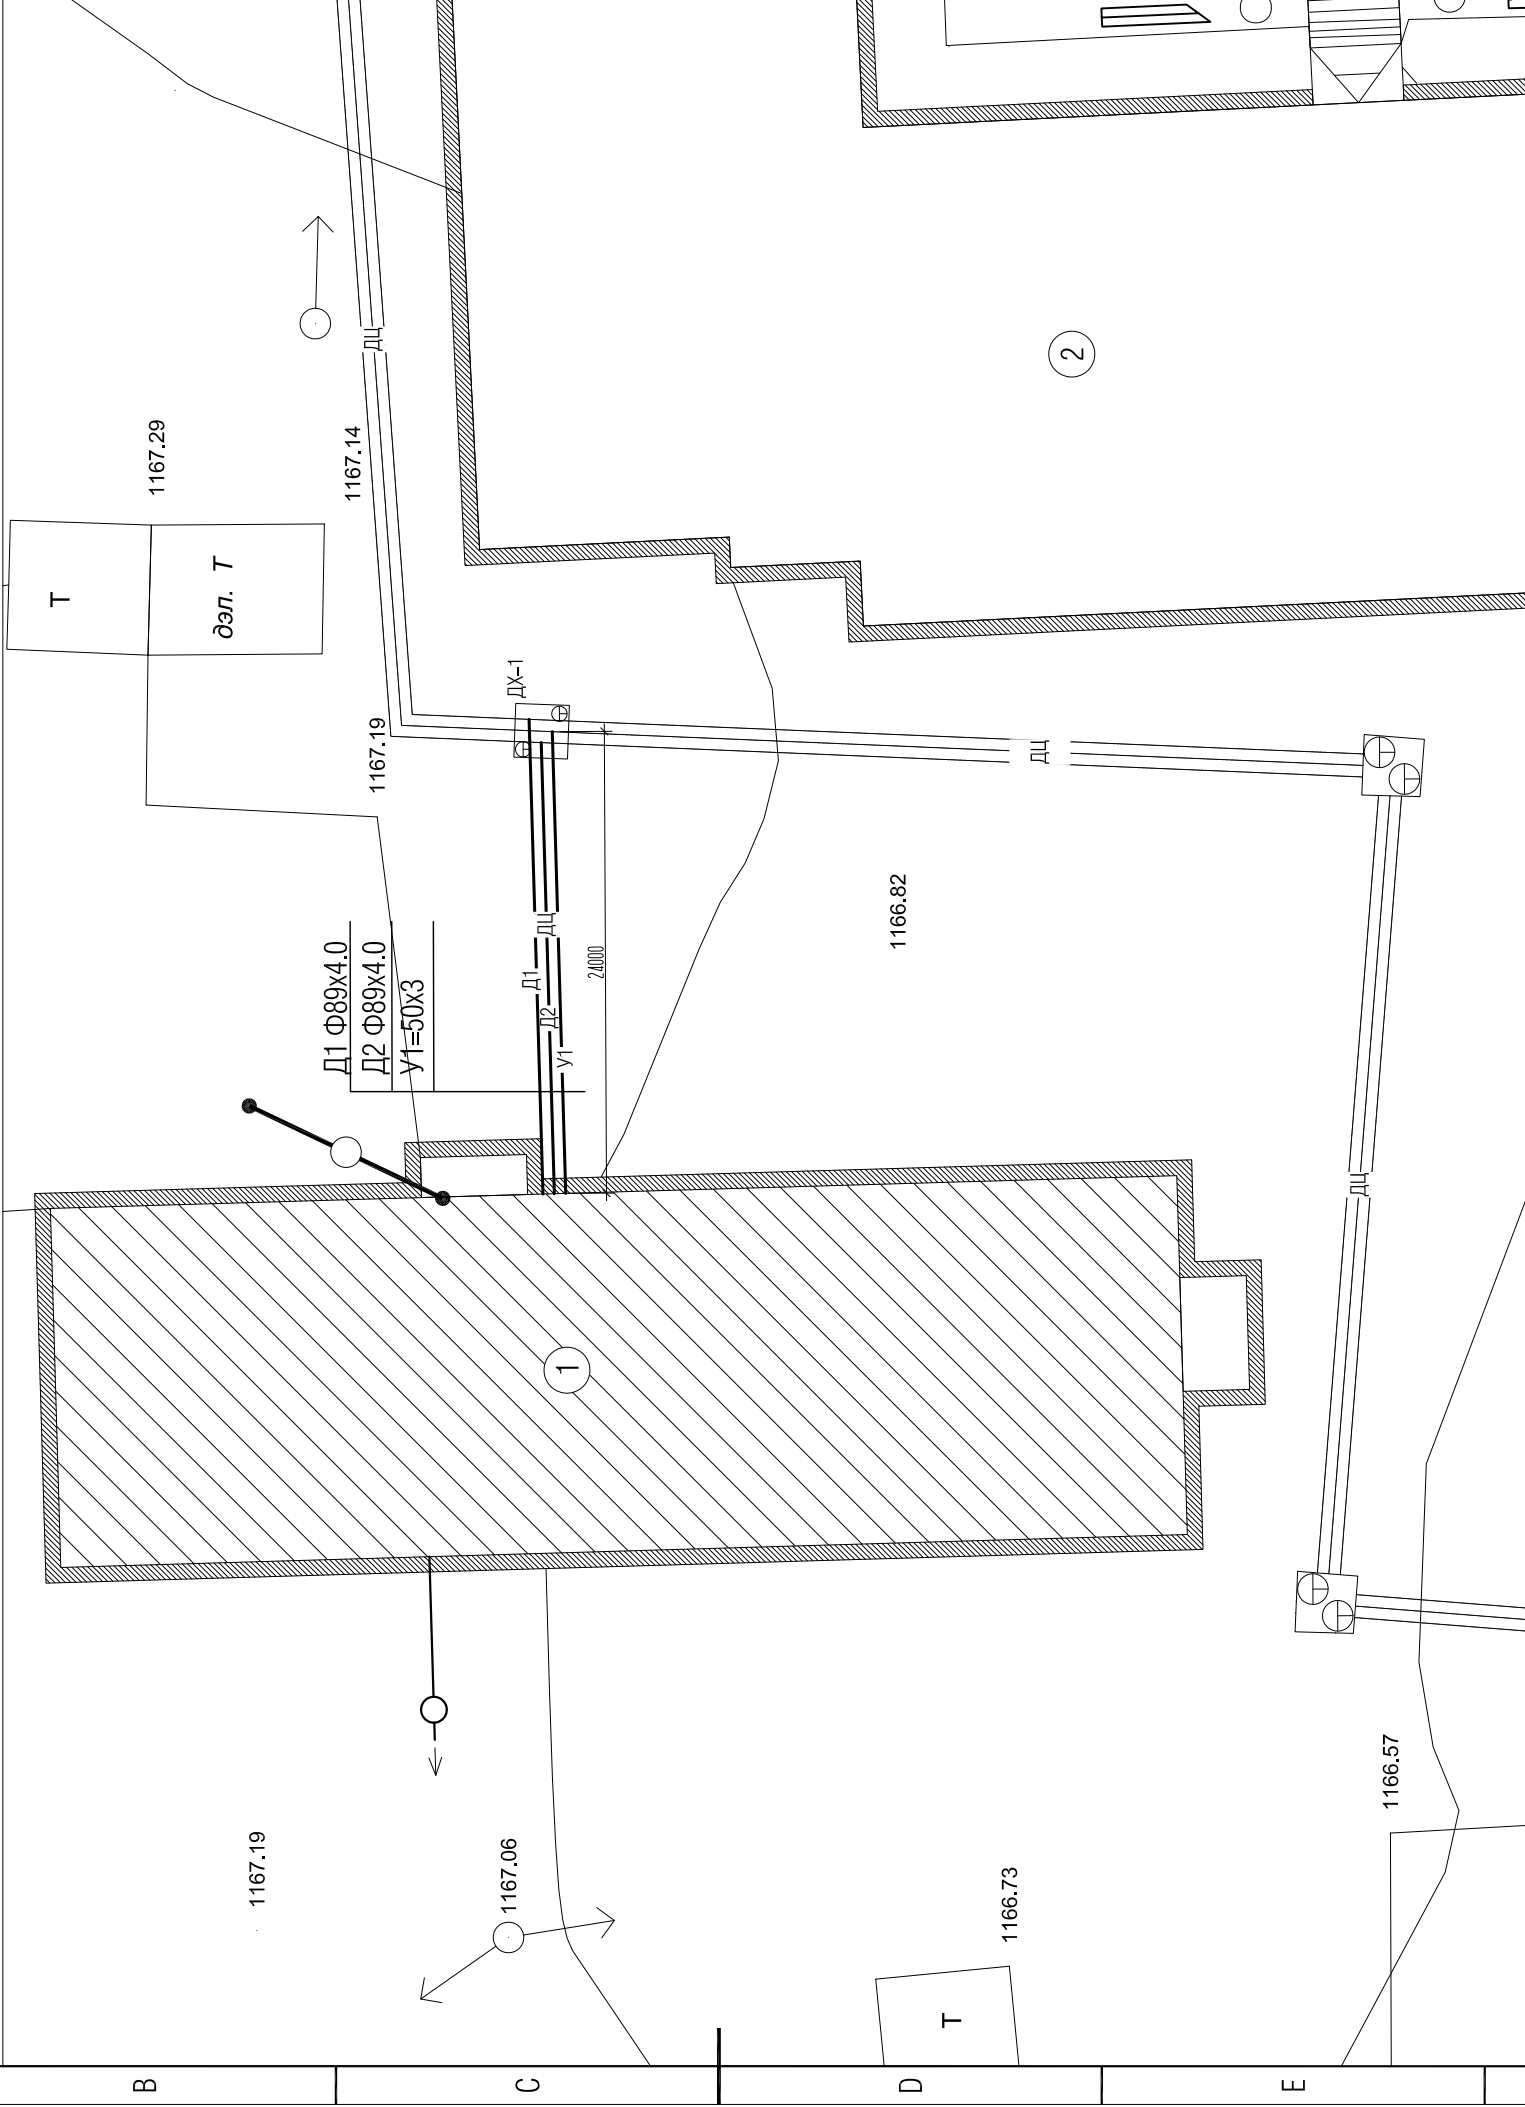 1167.29
T
дэл. Т
1167.14
ДЦ
2
ДХ-1
1167.19
ДЦ
Д1 Ф89х4.0
Д2 Ф89х4.0
У1=50х3
ДЦ
Д1
Д2
У1
24000
1166.82
ДЦ
1
1167.19
1167.06
1166.73
T
1166.57
B
C
D
E